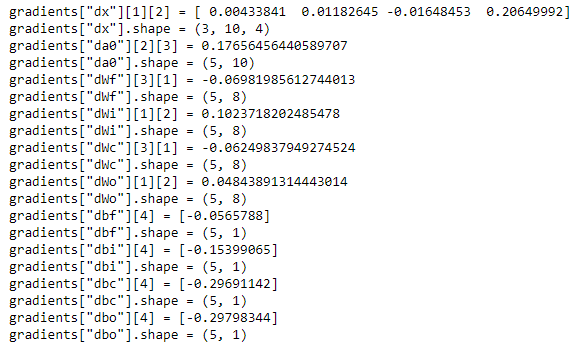 gradients["dx"][1][2] = [ 0.00433841  0.01182645 -0.01648453  0.20649992]
gradients["dx"].shape = (3, 10, 4)
gradients["da0"][2][3] = 0.17656456440589707
gradients["da0"].shape = (5, 10)
gradients["dWf"][3][1] = -0.06981985612744013
gradients["dWf"].shape = (5, 8)
gradients["dWi"][1][2] = 0.1023718202485478
gradients["dWi"].shape = (5, 8)
gradients["dWc"][3][1] = -0.06249837949274524
gradients["dWc"].shape = (5, 8)
gradients["dWo"][1][2] = 0.04843891314443014
gradients["dWo"].shape = (5, 8)
gradients["dbf"][4] = [-0.0565788]
gradients["dbf"].shape = (5, 1)
gradients["dbi"][4] = [-0.15399065]
gradients["dbi"].shape = (5, 1)
gradients["dbc"][4] = [-0.29691142]
gradients["dbc"].shape = (5, 1)
gradients["dbo"][4] = [-0.29798344]
gradients["dbo"].shape = (5, 1)